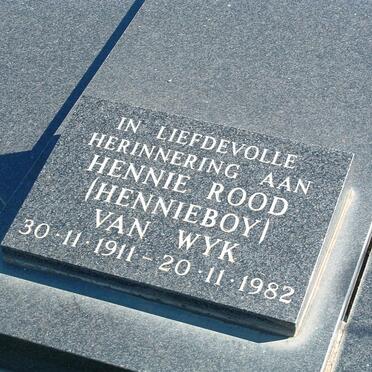 IN LIEFDEVOLLE
HERINNERING AAN
HENNIE ROOD
(HENNIEBOY)
VAN WYK
30·11·1911 - 20·11·1982